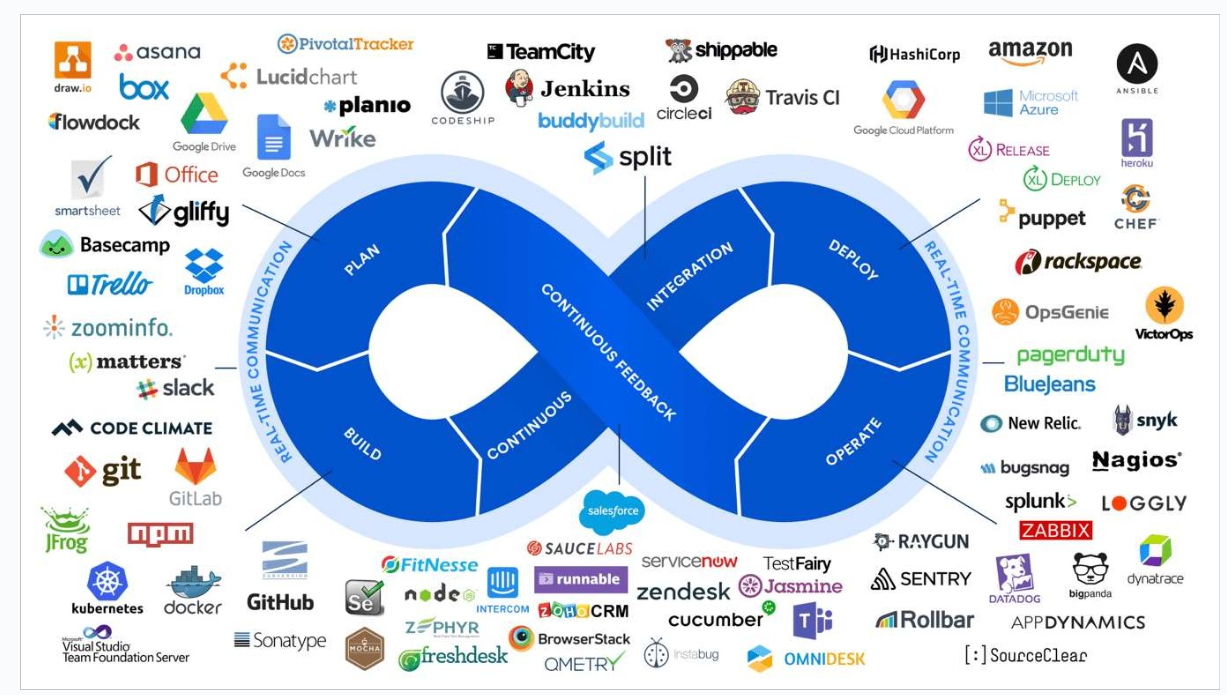 draw.io
asana
box
PivotalTracker
Lucidchart
planio
flowdock
Google Drive
Google Docs
Wrike
smartsheet
Office
gliffy
Basecamp
Trello
Dropbox
zoominfo.
(x) matters
slack
CODE CLIMATE
git
GitLab
JFrog
npm
kubernetes
docker
SUBVERSION
GitHub
Microsoft
Visual Studio
Team Foundation Server
Sonatype
TC
TeamCity
shippable
CODESHIP
Jenkins
circleci
Travis CI
buddybuild
split
HashiCorp
amazon
ANSIBLE
Google Cloud Platform
Microsoft
Azure
heroku
XL RELEASE
XL DEPLOY
puppet
CHEF
rackspace
OpsGenie
VictorOps
pagerduty
BlueJeans
New Relic.
snyk
bugsnag
Nagios®
splunk>
LOGGLY
ZABBIX
RAYGUN
SENTRY
DATADOG
bigpanda
dynatrace
Rollbar
APPDYNAMICS
[:]SourceClear
REAL-TIME COMMUNICATION
PLAN
BUILD
CONTINUOUS
INTEGRATION
CONTINUOUS FEEDBACK
DEPLOY
OPERATE
REAL-TIME COMMUNICATION
salesforce
SAUCELABS
FitNesse
Se
node
INTERCOM
runnable
servicenow
TestFairy
zendesk
Jasmine
ZOHO CRM
cucumber
ZEPHYR
MOCHA
freshdesk
BrowserStack
QMETRY
Instabug
T
OMNIDESK